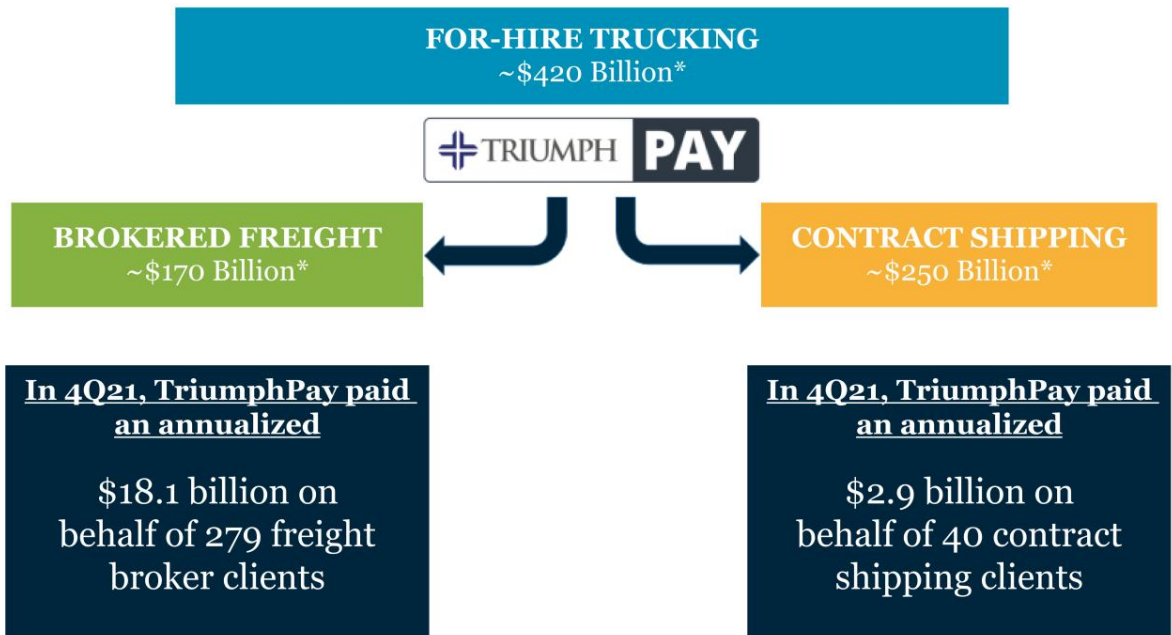 FOR-HIRE TRUCKING
~$420 Billion*
TRIUMPH PAY
BROKERED FREIGHT
~$170 Billion*
CONTRACT SHIPPING
~$250 Billion*
In 4Q21, TriumphPay paid
an annualized
$18.1 billion on
behalf of 279 freight
broker clients
In 4Q21, TriumphPay paid
an annualized
$2.9 billion on
behalf of 40 contract
shipping clients